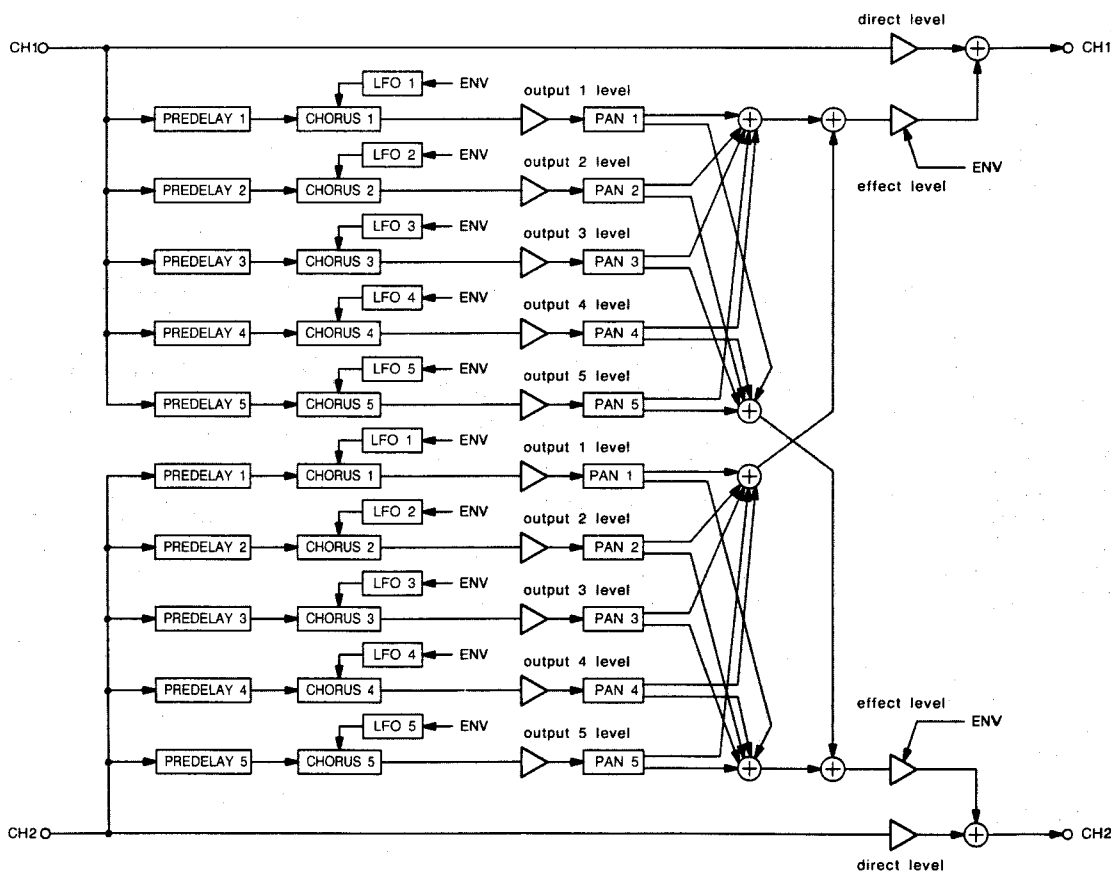 direct level
CH1 CH1
LFO 1 ENV
output 1 level
PREDELAY 1 CHORUS 1 PAN 1 +
+
+
ENV
effect level
LFO 2 ENV
output 2 level
PREDELAY 2 CHORUS 2 PAN 2
LFO 3 ENV
output 3 level
PREDELAY 3 CHORUS 3 PAN 3
LFO 4 ENV
output 4 level
PREDELAY 4 CHORUS 4 PAN 4
LFO 5 ENV
output 5 level
PREDELAY 5 CHORUS 5 PAN 5 +
LFO 1 ENV
output 1 level
PREDELAY 1 CHORUS 1 PAN 1 +
LFO 2 ENV
output 2 level
PREDELAY 2 CHORUS 2 PAN 2
LFO 3 ENV
output 3 level
PREDELAY 3 CHORUS 3 PAN 3
LFO 4 ENV
output 4 level
PREDELAY 4 CHORUS 4 PAN 4
effect level
ENV
LFO 5 ENV
output 5 level
PREDELAY 5 CHORUS 5 PAN 5 + +
CH2 + CH2
direct level